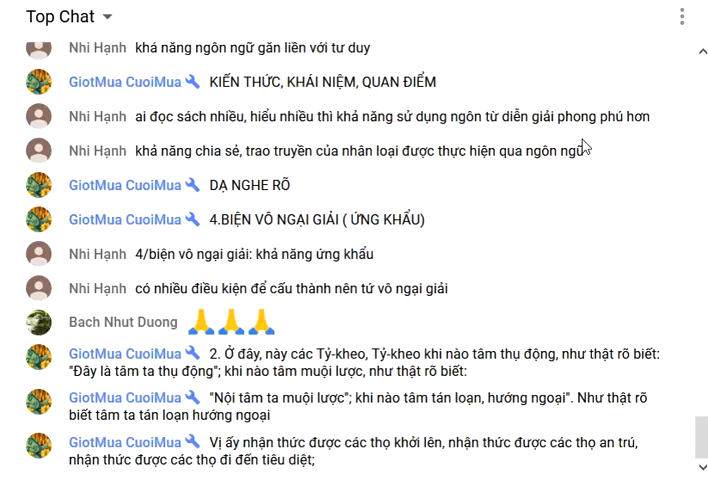 Top Chat
Nhi Hạnh khả năng ngôn ngữ gắn liền với tư duy
GiotMua CuoiMua KIẾN THỨC, KHÁI NIỆM, QUAN ĐIỂM
Nhi Hạnh ai đọc sách nhiều, hiểu nhiều thì khả năng sử dụng ngôn từ diễn giải phong phú hơn
Nhi Hạnh khả năng chia sẻ, trao truyền của nhân loại được thực hiện qua ngôn ngữ
GiotMua CuoiMua DẠ NGHE RÕ
GiotMua CuoiMua 4.BIỆN VÔ NGẠI GIẢI ( ỨNG KHẨU)
Nhi Hạnh 4/biện vô ngại giải: khả năng ứng khẩu
Nhi Hạnh có nhiều điều kiện để cấu thành nên tứ vô ngại giải
Bach Nhut Duong 🙏🙏🙏
GiotMua CuoiMua 2. Ở đây, này các Tỷ-kheo, Tỷ-kheo khi nào tâm thụ động, như thật rõ biết:
"Đây là tâm ta thụ động"; khi nào tâm muội lược, như thật rõ biết:
GiotMua CuoiMua "Nội tâm ta muội lược"; khi nào tâm tán loạn, hướng ngoại". Như thật rõ
biết tâm ta tán loạn hướng ngoại
GiotMua CuoiMua Vị ấy nhận thức được các thọ khởi lên, nhận thức được các thọ an trú,
nhận thức được các thọ đi đến tiêu diệt;